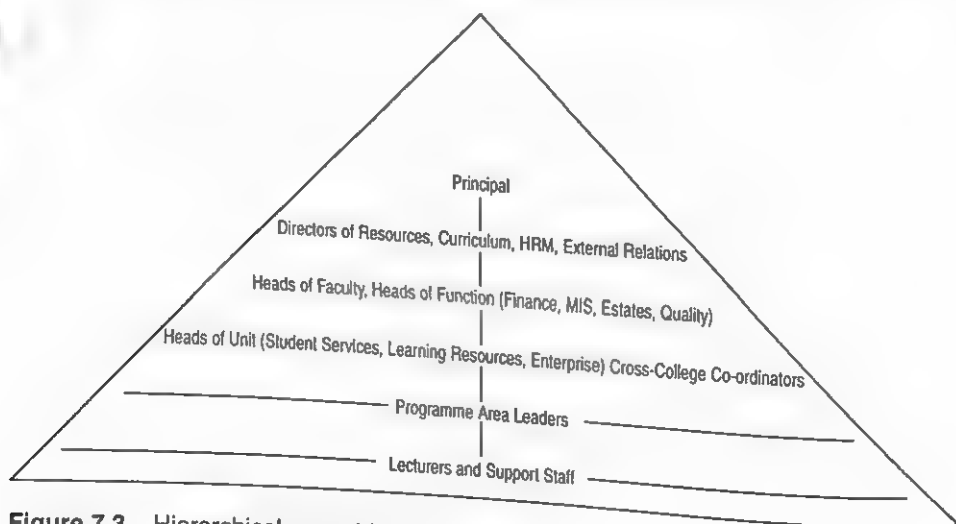 Principal
Directors of Resources, Curriculum, HRM, External Relations
Heads of Faculty, Heads of Function (Finance, MIS, Estates, Quality)
Heads of Unit (Student Services, Learning Resources, Enterprise) Cross-College Co-ordinators
Programme Area Leaders
Lecturers and Support Staff
Figure 7.3 Hierarchical